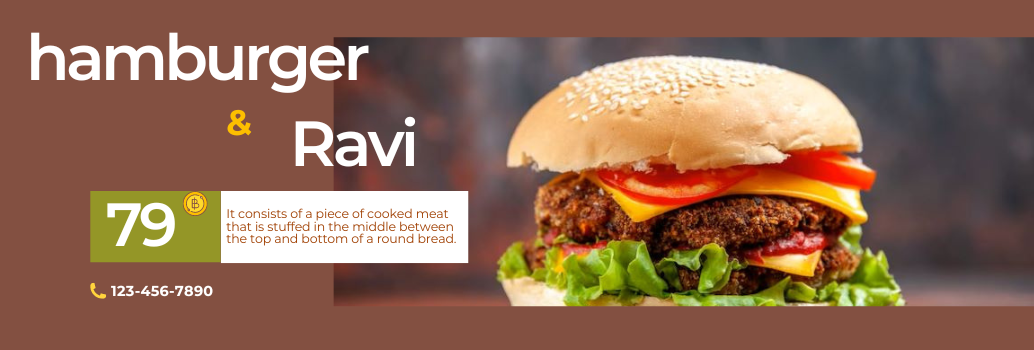 hamburger
&
Ravi
79
฿
It consists of a piece of cooked meat
that is stuffed in the middle between
the top and bottom of a round bread.
123-456-7890